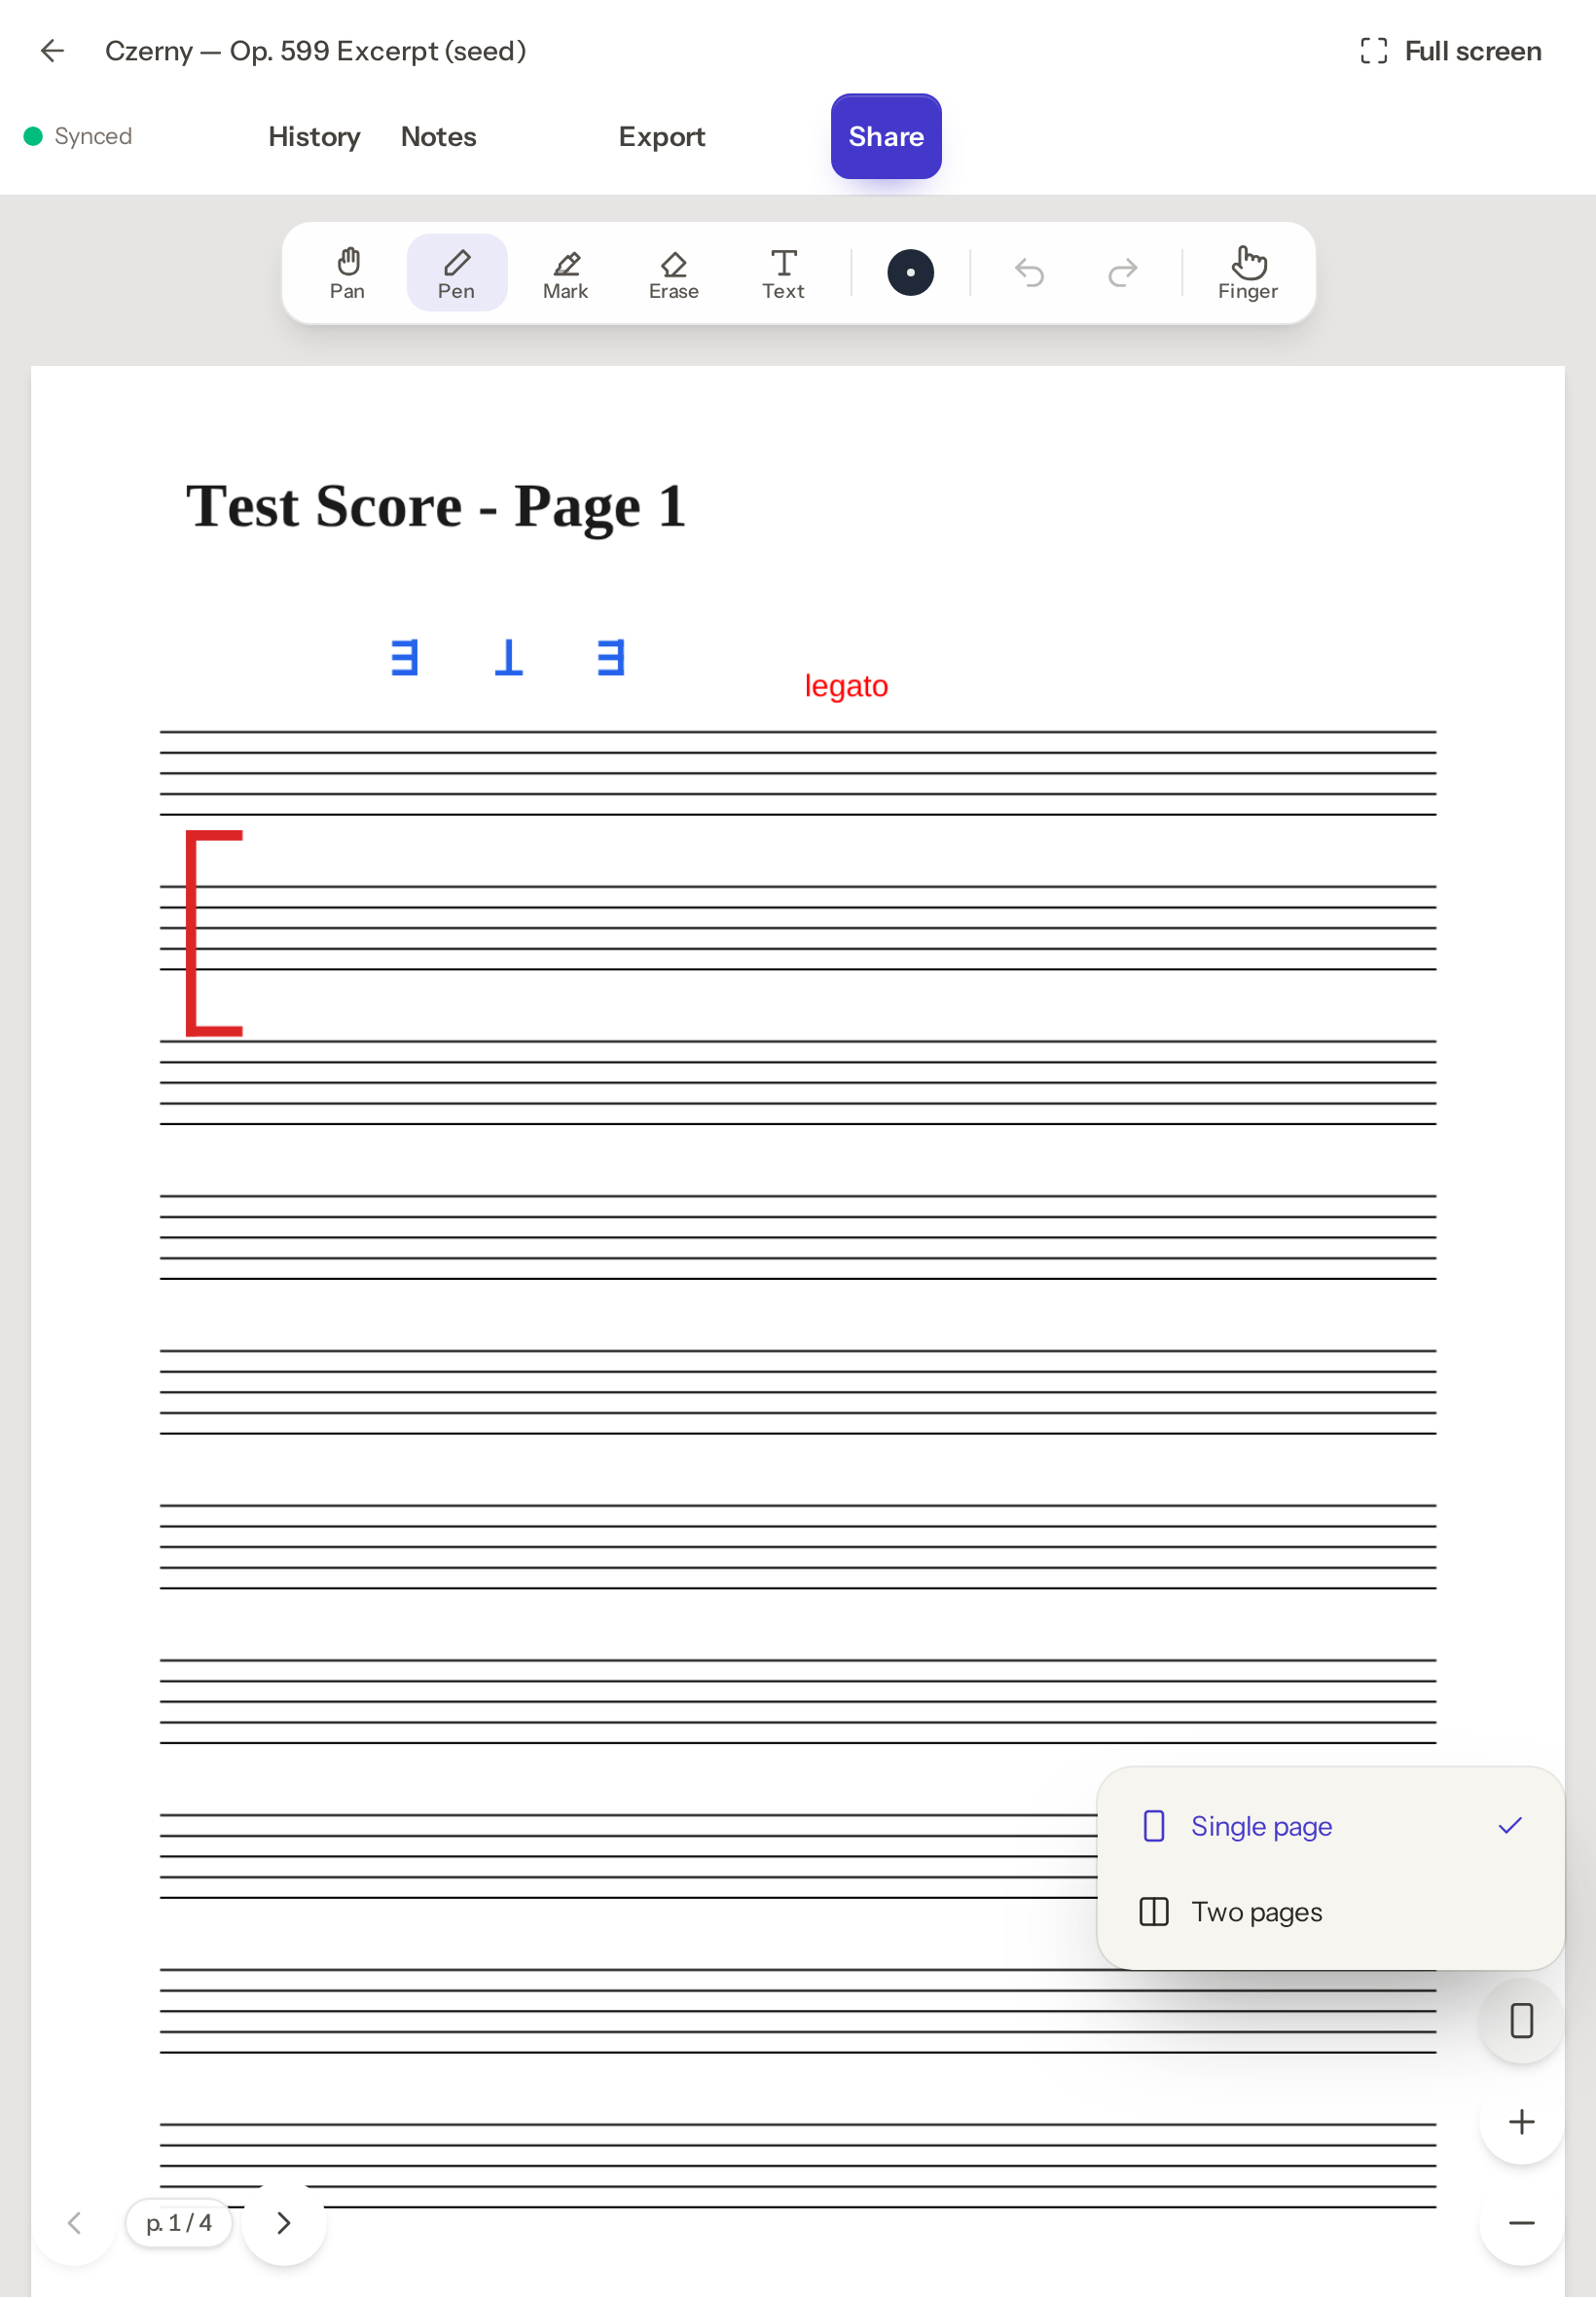 Czerny — Op. 599 Excerpt (seed)
Full screen
Synced
History
Notes
Export
Share
Pan
Pen
Mark
Erase
Text
Finger
Test Score - Page 1
Ǝ ⊥ Ǝ
legato
Single page
Two pages
p. 1 / 4